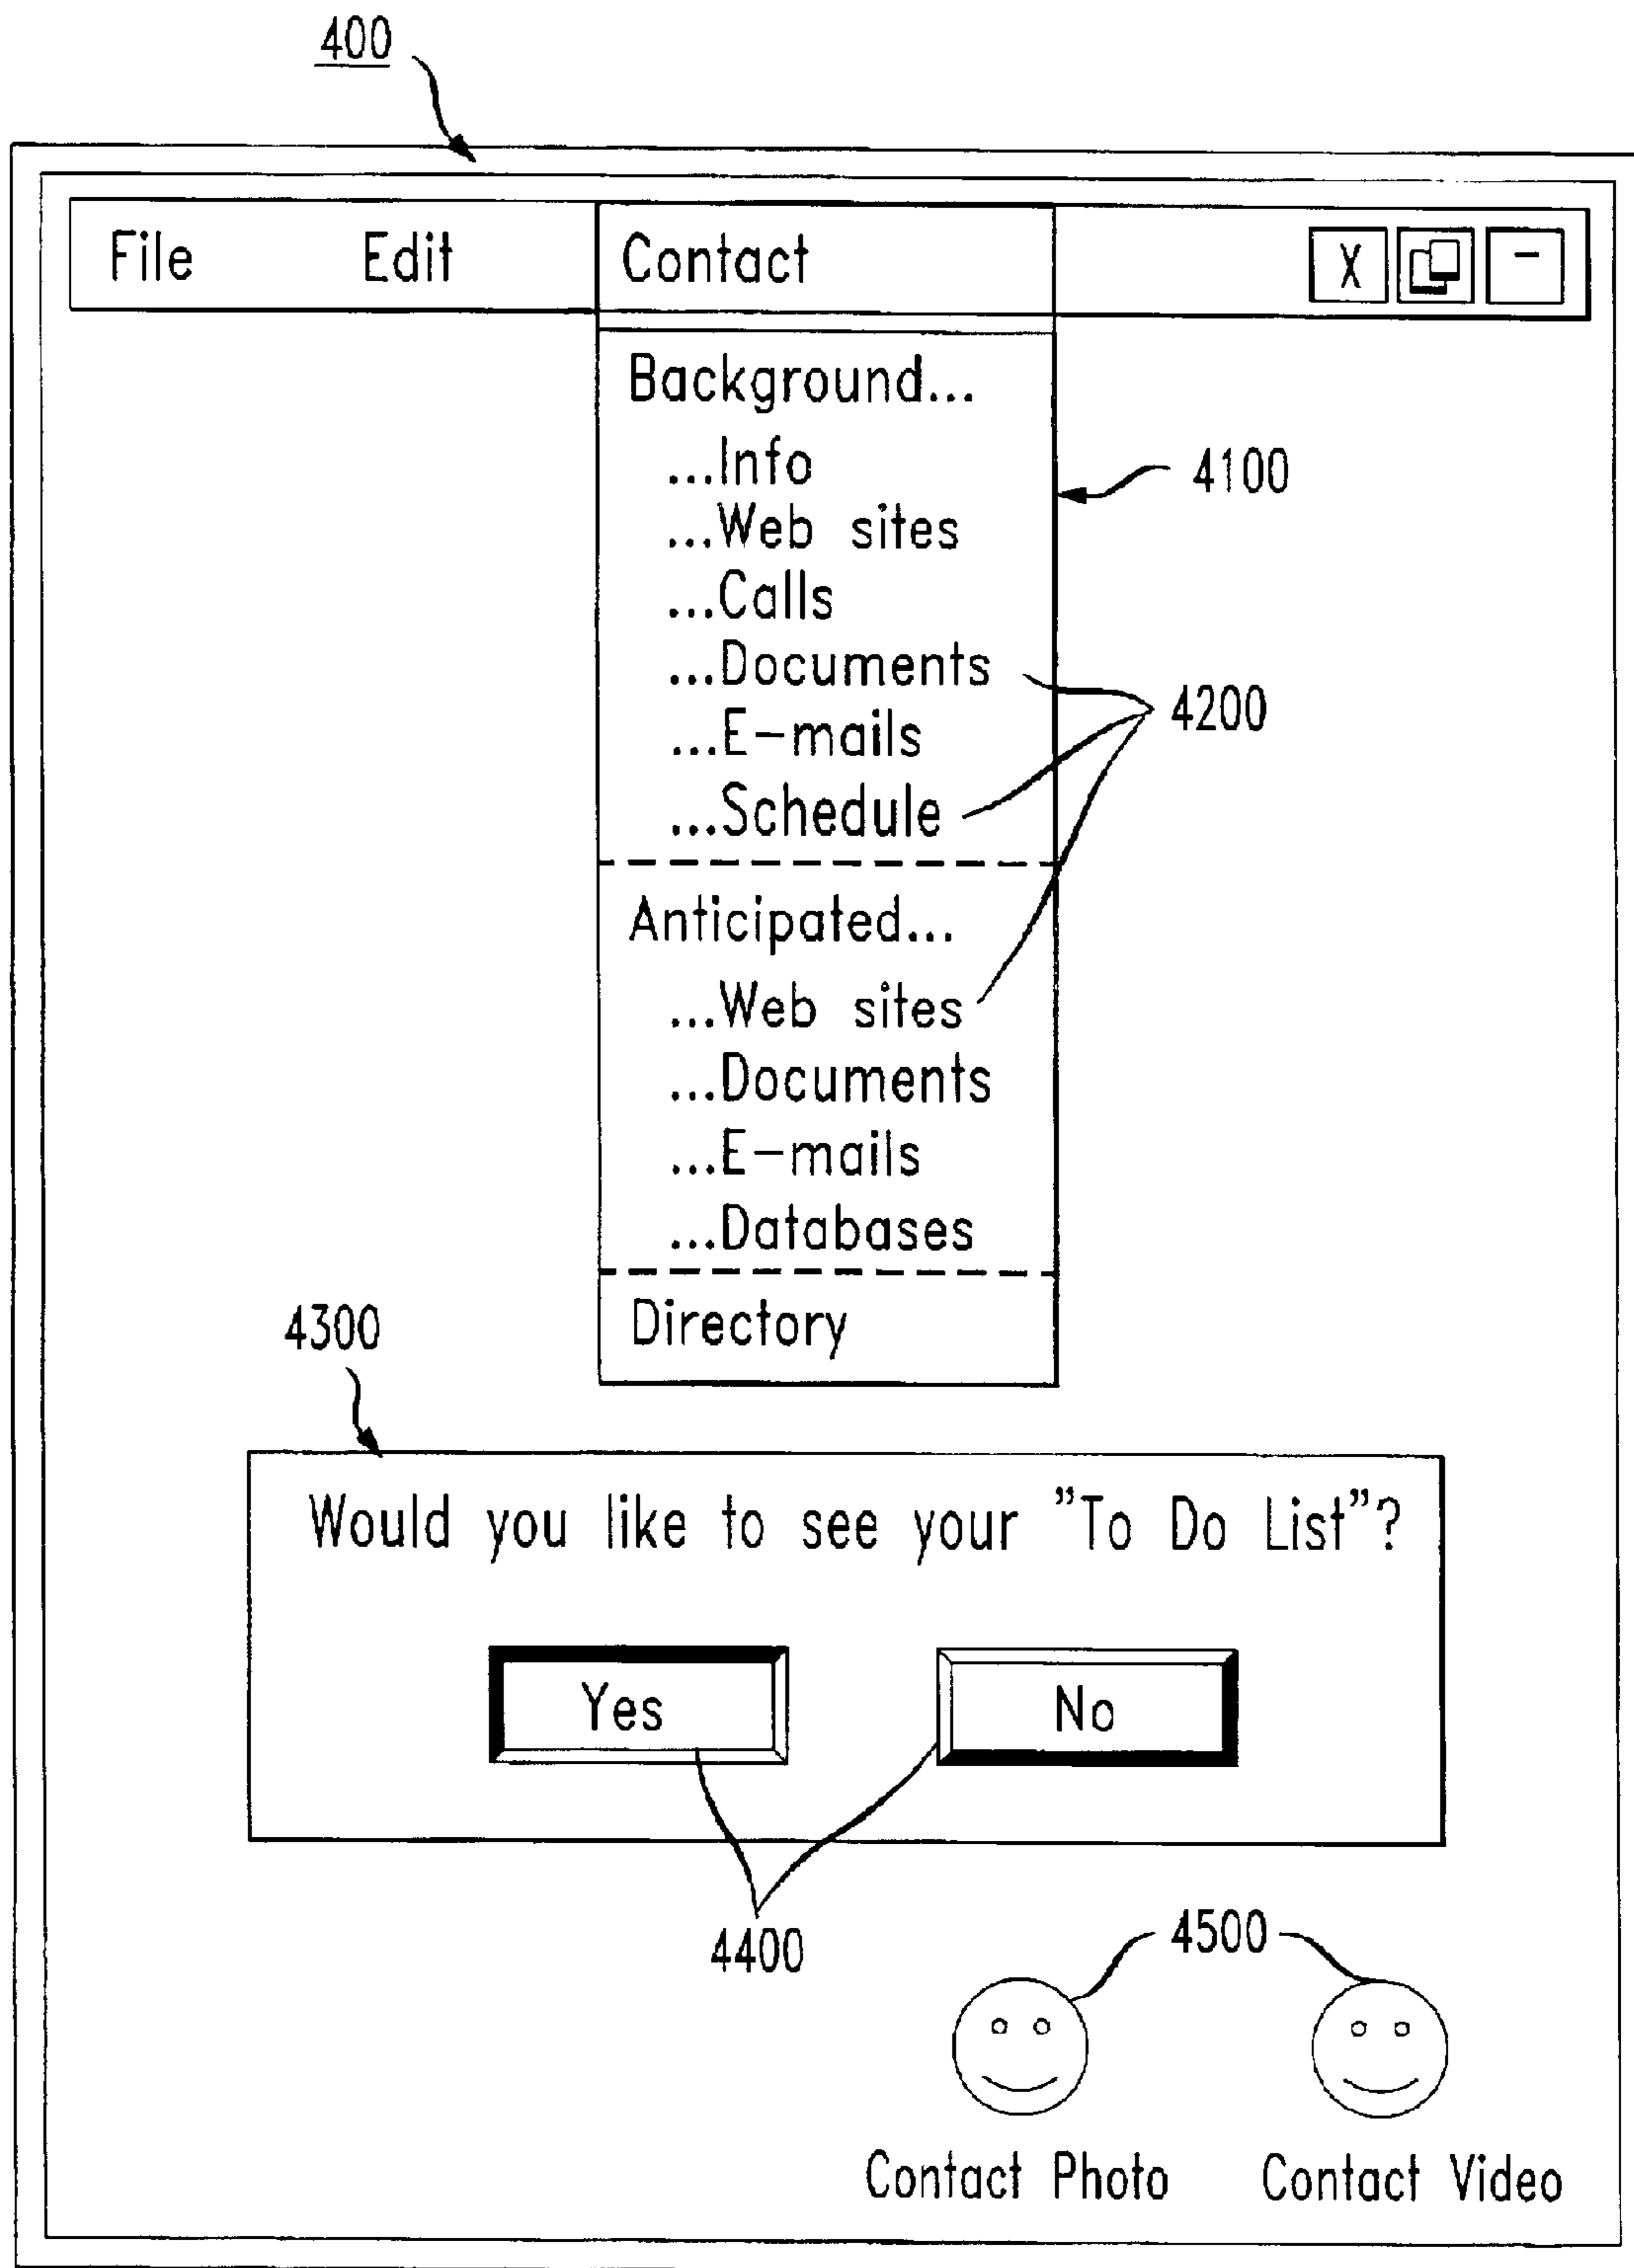 400
File Edit Contact X -
Background...
...Info
4100
...Web sites
...Calls
...Documents
4200
...E-mails
...Schedule
Anticipated...
...Web sites
...Documents
...E-mails
...Databases
4300
Directory
Would you like to see your "To Do List"?
Yes No
4400
4500
Contact Photo Contact Video